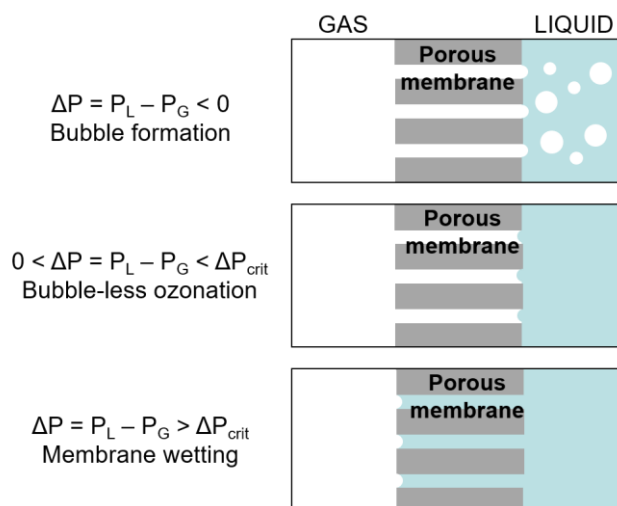 GAS
LIQUID
ΔP = P_L – P_G < 0
Bubble formation
Porous
membrane
0 < ΔP = P_L – P_G < ΔP_crit
Bubble-less ozonation
Porous
membrane
ΔP = P_L – P_G > ΔP_crit
Membrane wetting
Porous
membrane